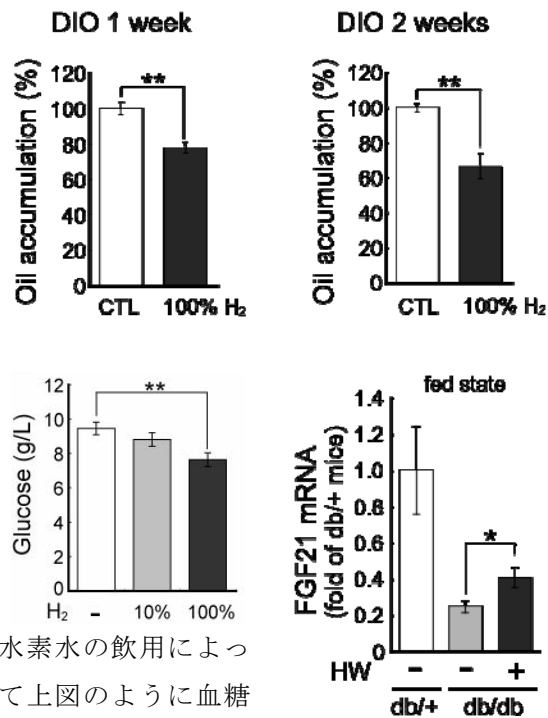 DIO 1 week
DIO 2 weeks
Oil accumulation (%)
120
100
80
60
40
20
0
**
CTL 100% H₂
Oil accumulation (%)
120
100
80
60
40
20
0
**
CTL 100% H₂
Glucose (g/L)
12
10
8
6
4
2
0
**
H₂ - 10% 100%
水素水の飲用によっ
て上図のように血糖
fed state
FGF21 mRNA
(fold of db/+ mice)
1.4
1.2
1.0
0.8
0.6
0.4
0.2
0
*
HW - - +
db/+ db/db